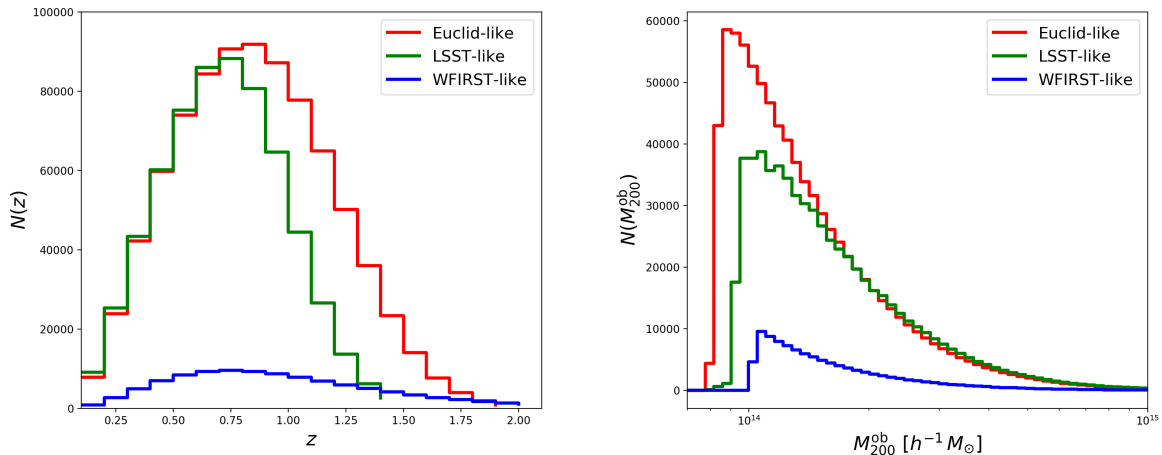 100000
80000
60000
40000
20000
0
N(z)
0.25 0.50 0.75 1.00 1.25 1.50 1.75 2.00
z
Euclid-like
LSST-like
WFIRST-like
60000
50000
40000
30000
20000
10000
0
N(M^ob_200)
10^14 10^15
M^ob_200 [h^−1 M_⊙]
Euclid-like
LSST-like
WFIRST-like